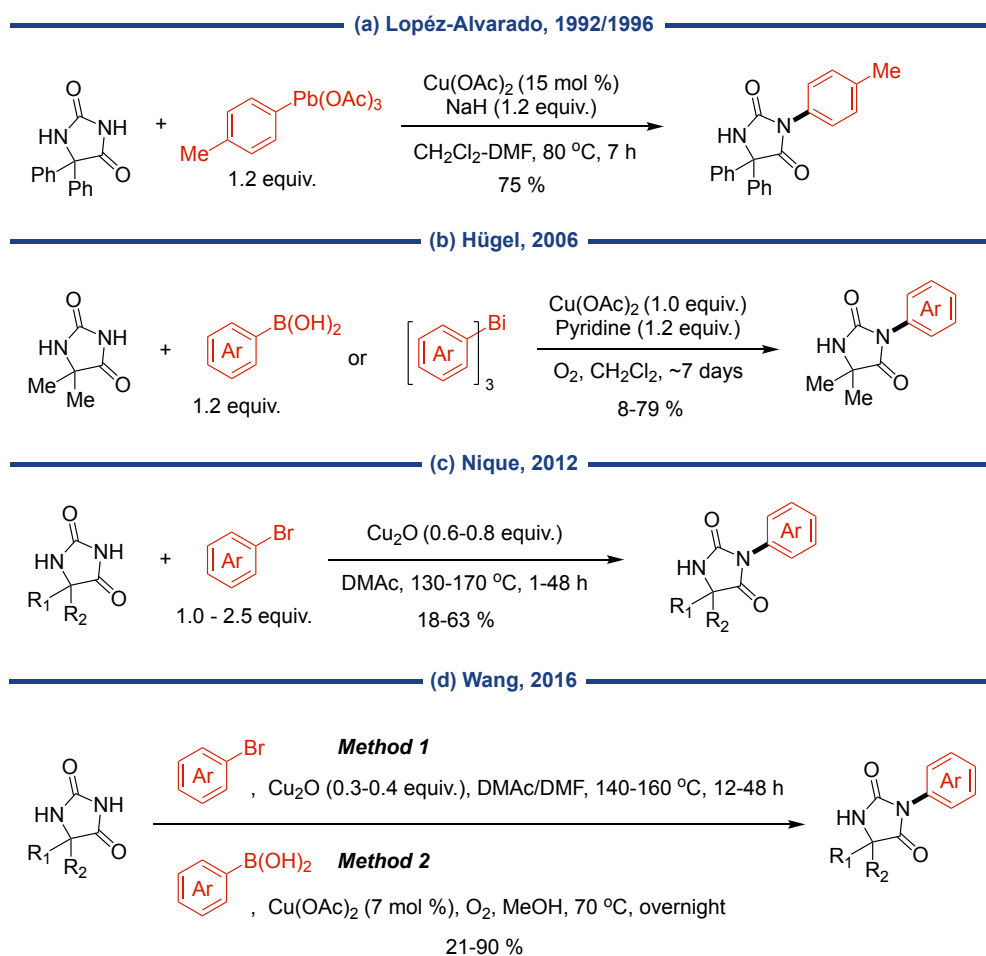 (a) Lopéz-Alvarado, 1992/1996
O
HN
NH
O
Ph
Ph
+
Pb(OAc)3
Me
1.2 equiv.
Cu(OAc)2 (15 mol %)
NaH (1.2 equiv.)
CH2Cl2-DMF, 80 oC, 7 h
75 %
O
HN
N
O
Ph
Ph
Me
(b) Hügel, 2006
O
HN
NH
O
Me
Me
+
B(OH)2
Ar
1.2 equiv.
or
Bi
Ar
3
Cu(OAc)2 (1.0 equiv.)
Pyridine (1.2 equiv.)
O2, CH2Cl2, ~7 days
8-79 %
O
HN
N
O
Me
Me
Ar
(c) Nique, 2012
O
HN
NH
O
R1
R2
+
Br
Ar
1.0 - 2.5 equiv.
Cu2O (0.6-0.8 equiv.)
DMAc, 130-170 oC, 1-48 h
18-63 %
O
HN
N
O
R1
R2
Ar
(d) Wang, 2016
O
HN
NH
O
R1
R2
Br
Ar
Method 1
, Cu2O (0.3-0.4 equiv.), DMAc/DMF, 140-160 oC, 12-48 h
B(OH)2
Ar
Method 2
, Cu(OAc)2 (7 mol %), O2, MeOH, 70 oC, overnight
21-90 %
O
HN
N
O
R1
R2
Ar